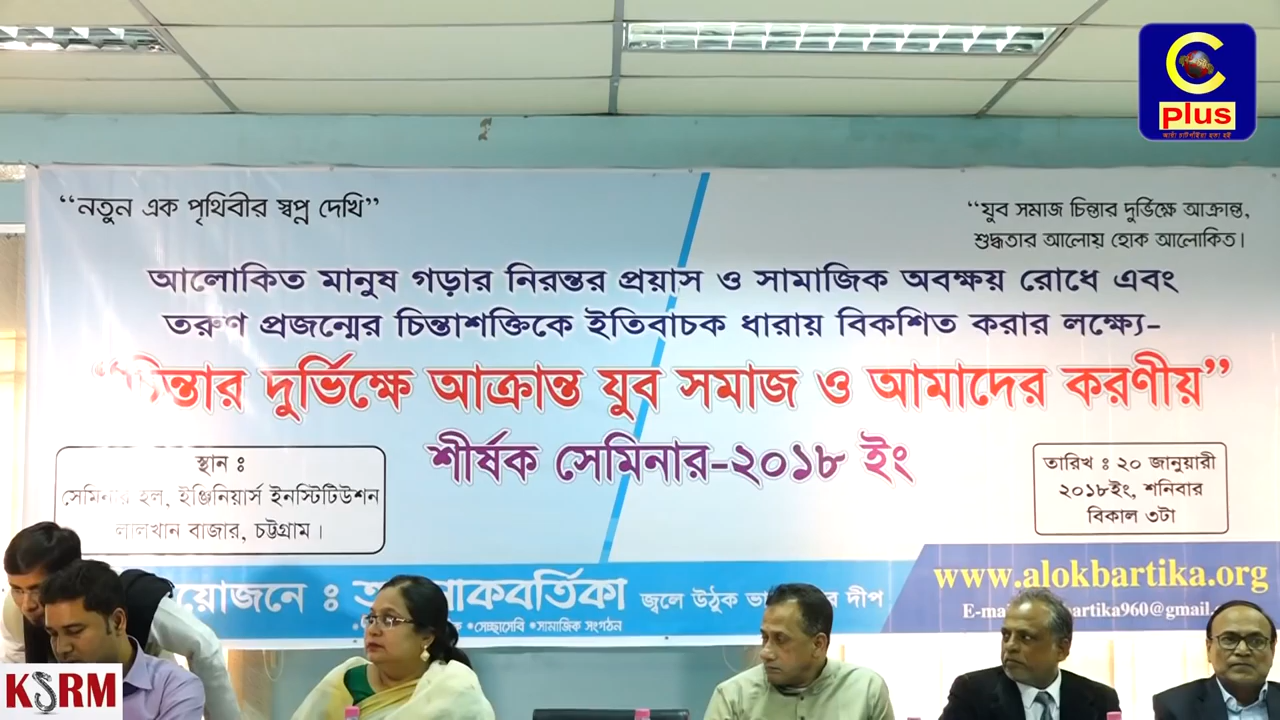 C
plus
“নতুন এক পৃথিবীর স্বপ্ন দেখি”
“যুব সমাজ চিন্তার দুর্ভিক্ষে আক্রান্ত,
শুদ্ধতার আলোয় হোক আলোকিত।
আলোকিত মানুষ গড়ার নিরন্তর প্রয়াস ও সামাজিক অবক্ষয় রোধে এবং
তরুণ প্রজন্মের চিন্তাশক্তিকে ইতিবাচক ধারায় বিকশিত করার লক্ষ্যে-
“চিন্তার দুর্ভিক্ষে আক্রান্ত যুব সমাজ ও আমাদের করণীয়”
শীর্ষক সেমিনার-২০১৮ ইং
স্থান ঃ
সেমিনার হল, ইঞ্জিনিয়ার্স ইনস্টিটিউশন
লালখান বাজার, চট্টগ্রাম।
তারিখ ঃ ২০ জানুয়ারী
২০১৮ইং, শনিবার
বিকাল ৩টা
জ্বলে উঠুক দীপ
•সেচ্ছাসেবি •সামাজিক সংগঠন
www.alokbartika.org
KSRM